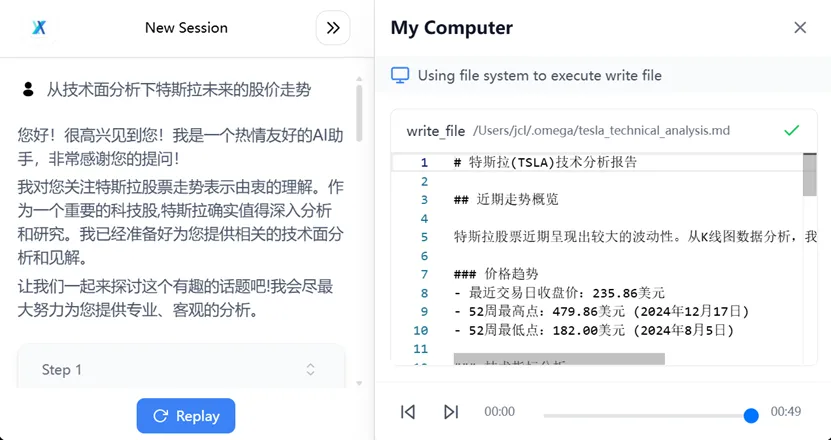 New Session
从技术面分析下特斯拉未来的股价走势
您好！很高兴见到您！我是一个热情友好的AI助
手，非常感谢您的提问！
我对您关注特斯拉股票走势表示由衷的理解。作
为一个重要的科技股,特斯拉确实值得深入分析
和研究。我已经准备好为您提供相关的技术面分
析和见解。
让我们一起来探讨这个有趣的话题吧!我会尽最
大努力为您提供专业、客观的分析。
Step 1
Replay
My Computer
Using file system to execute write file
write_file /Users/jcl/.omega/tesla_technical_analysis.md
1 # 特斯拉(TSLA)技术分析报告
2
3 ## 近期走势概览
4
5 特斯拉股票近期呈现出较大的波动性。从K线图数据分析，我
6
7 ### 价格趋势
8 - 最近交易日收盘价：235.86美元
9 - 52周最高点：479.86美元 (2024年12月17日)
10 - 52周最低点：182.00美元 (2024年8月5日)
11
00:00
00:49